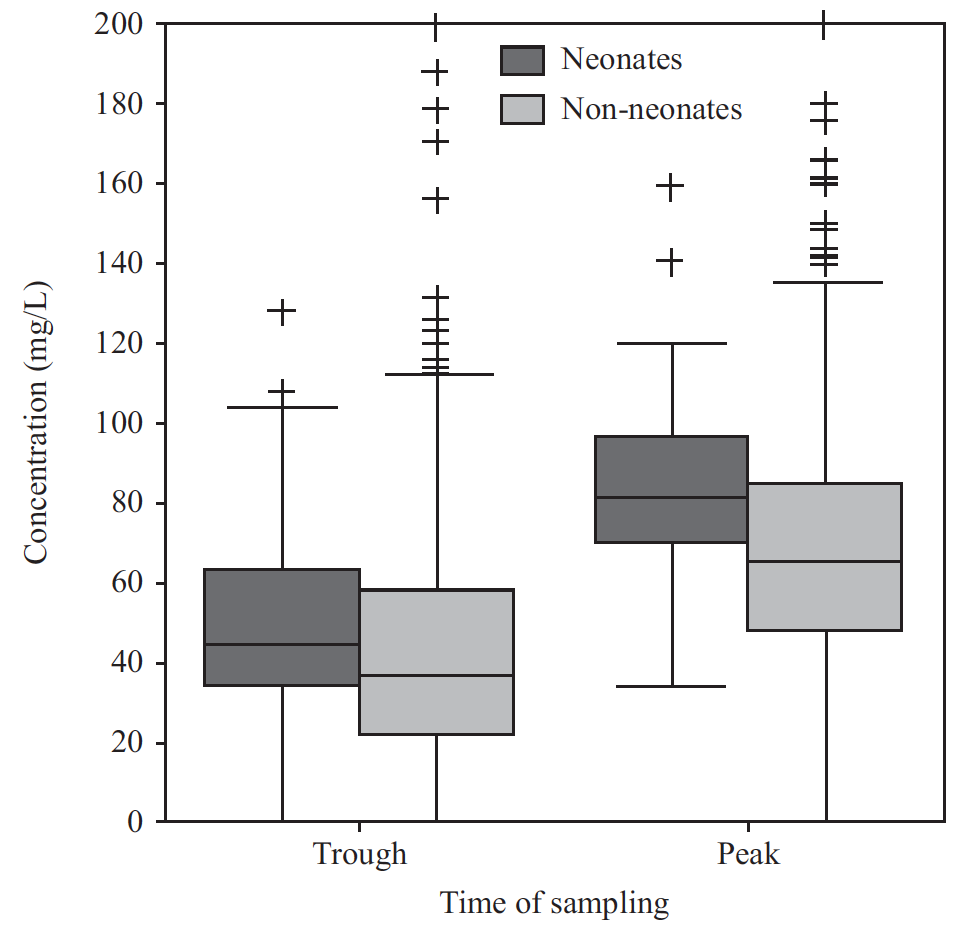 200
180
160
140
120
100
80
60
40
20
0
Concentration (mg/L)
Neonates
Non-neonates
Trough
Peak
Time of sampling